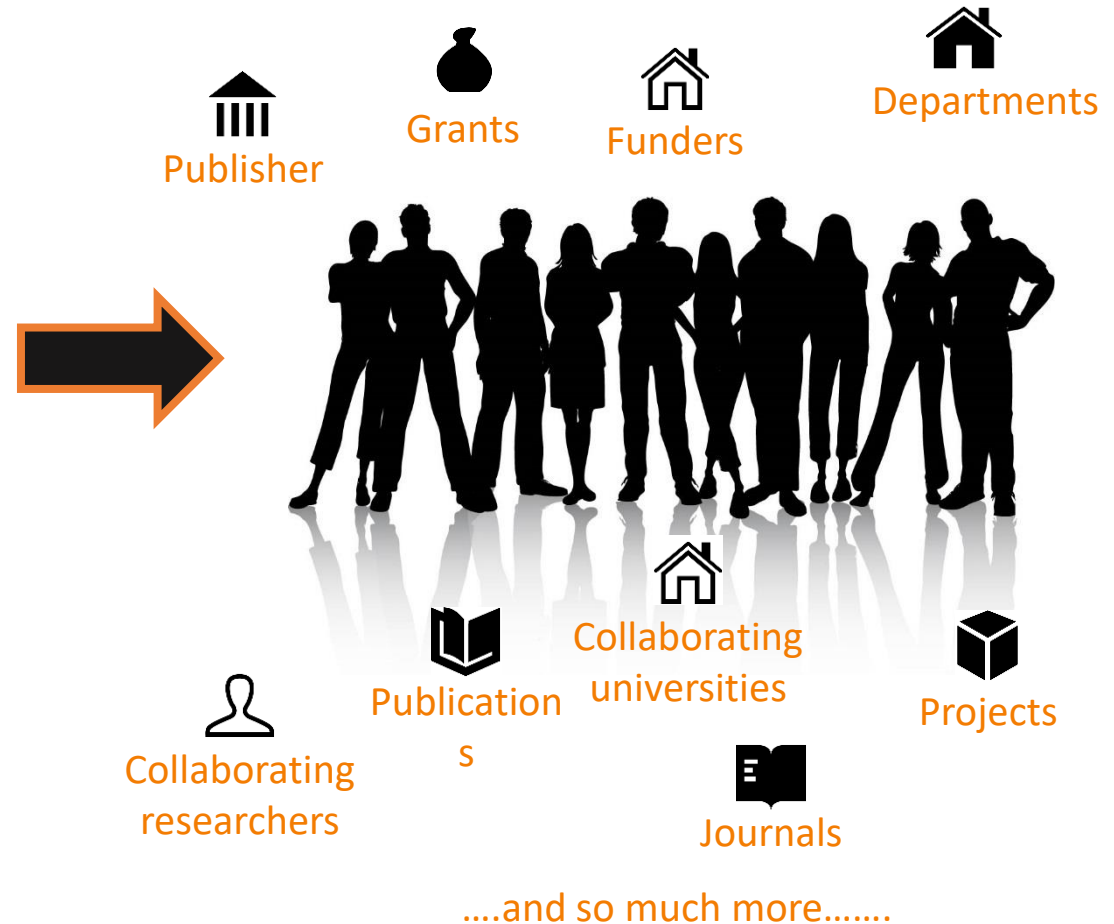 Departments
Grants
Funders
Publisher
Collaborating
universities
Publication
s
Projects
Collaborating
researchers
Journals
....and so much more.......